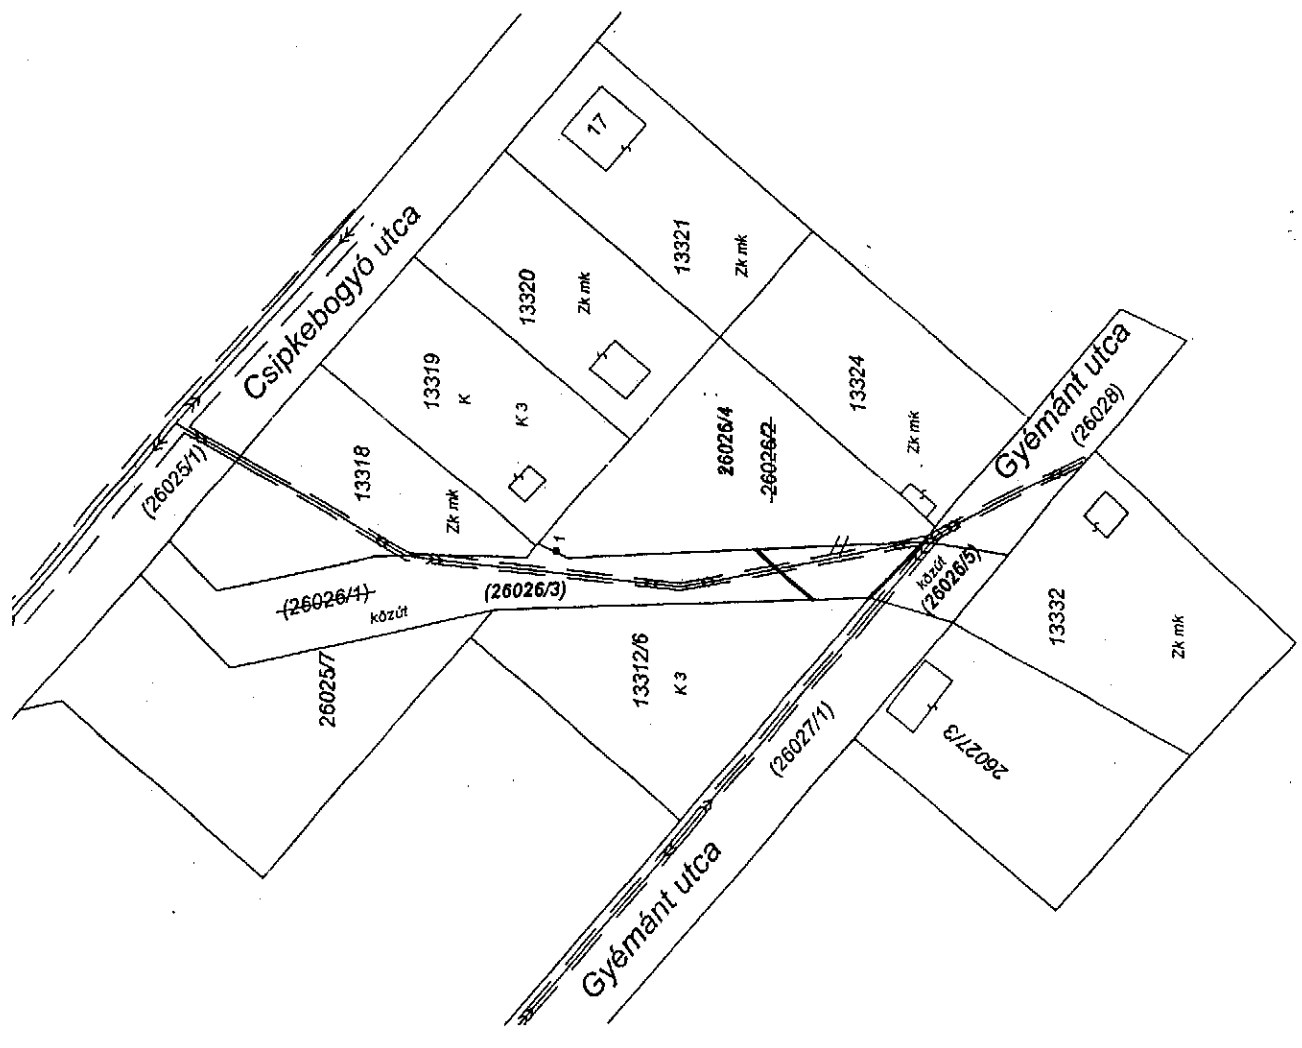 17
Csipkebogyó utca
(26025/1)
13321
Zk mk
13320
Zk mk
13319
K
K 3
13318
Zk mk
13324
Zk mk
26026/4
26026/2
Gyémánt utca
(26028)
1
(26026/1)
közút
(26026/3)
közút
(26026/5)
26025/7
13312/6
K 3
13332
Zk mk
(26027/1)
26027/3
Gyémánt utca